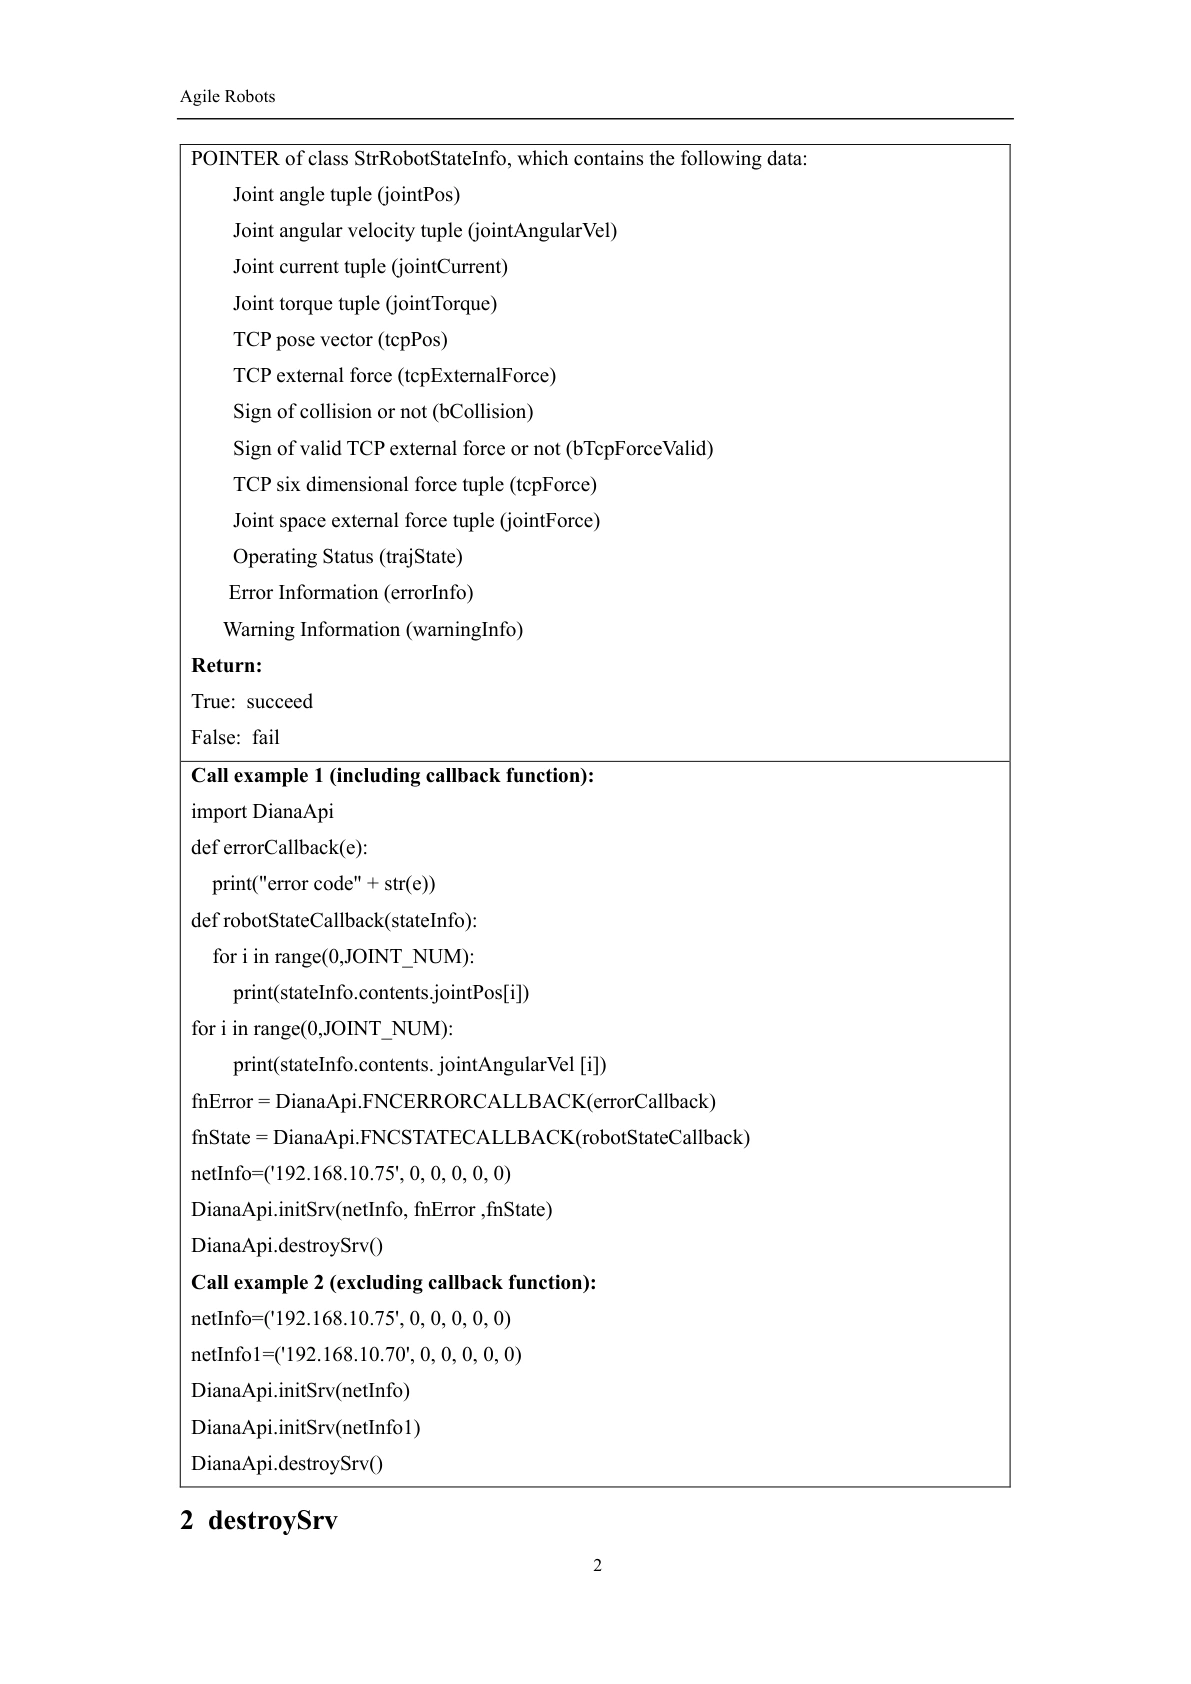 Agile Robots
POINTER of class StrRobotStateInfo, which contains the following data:
Joint angle tuple (jointPos)
Joint angular velocity tuple (jointAngularVel)
Joint current tuple (jointCurrent)
Joint torque tuple (jointTorque)
TCP pose vector (tcpPos)
TCP external force (tcpExternalForce)
Sign of collision or not (bCollision)
Sign of valid TCP external force or not (bTcpForceValid)
TCP six dimensional force tuple (tcpForce)
Joint space external force tuple (jointForce)
Operating Status (trajState)
Error Information (errorInfo)
Warning Information (warningInfo)
Return:
True:  succeed
False:  fail
Call example 1 (including callback function):
import DianaApi
def errorCallback(e):
print("error code" + str(e))
def robotStateCallback(stateInfo):
for i in range(0,JOINT_NUM):
print(stateInfo.contents.jointPos[i])
for i in range(0,JOINT_NUM):
print(stateInfo.contents. jointAngularVel [i])
fnError = DianaApi.FNCERRORCALLBACK(errorCallback)
fnState = DianaApi.FNCSTATECALLBACK(robotStateCallback)
netInfo=('192.168.10.75', 0, 0, 0, 0, 0)
DianaApi.initSrv(netInfo, fnError ,fnState)
DianaApi.destroySrv()
Call example 2 (excluding callback function):
netInfo=('192.168.10.75', 0, 0, 0, 0, 0)
netInfo1=('192.168.10.70', 0, 0, 0, 0, 0)
DianaApi.initSrv(netInfo)
DianaApi.initSrv(netInfo1)
DianaApi.destroySrv()
2  destroySrv
2